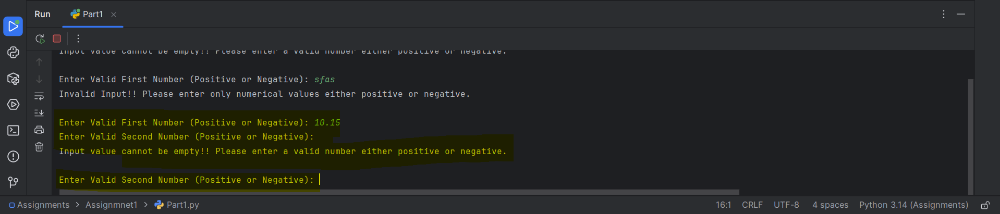 Run Part1
Input value cannot be empty!! Please enter a valid number either positive or negative.
Enter Valid First Number (Positive or Negative): sfas
Invalid Input!! Please enter only numerical values either positive or negative.
Enter Valid First Number (Positive or Negative): 10.15
Enter Valid Second Number (Positive or Negative):
Input value cannot be empty!! Please enter a valid number either positive or negative.
Enter Valid Second Number (Positive or Negative):
Assignments > Assignmnet1 > Part1.py 16:1 CRLF UTF-8 4 spaces Python 3.14 (Assignments)